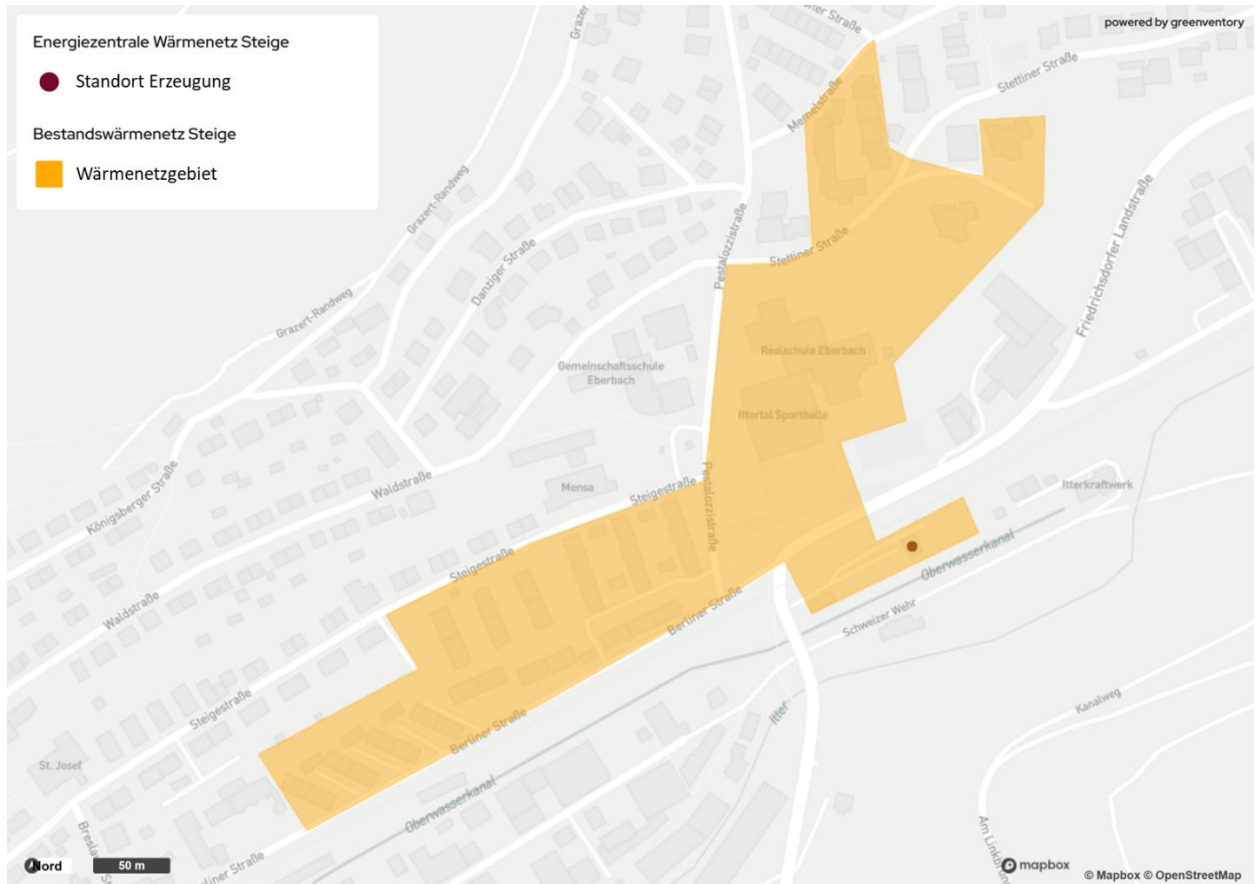 Energiezentrale Wärmenetz Steige
Standort Erzeugung
Bestandswärmenetz Steige
Wärmenetzgebiet
powered by greenventory
Stettiner Straße
Memelstraße
Grazert-Randweg
Pestalozzistraße
Danziger Straße
Stettiner Straße
Friedrichsdorfer Landstraße
Grazert-Randweg
Realschule Eberbach
Gemeinschaftsschule
Eberbach
Ittertal Sporthalle
Königsberger Straße
Waldstraße
Mensa
Steigestraße
Pestalozzistraße
Itterkraftwerk
Steigestraße
Oberwasserkanal
Waldstraße
Berliner Straße
Schweizer Wehr
Steigestraße
Itter
Kanalweg
Berliner Straße
St. Josef
Oberwasserkanal
Berliner Straße
Nord
50 m
mapbox
© Mapbox © OpenStreetMap